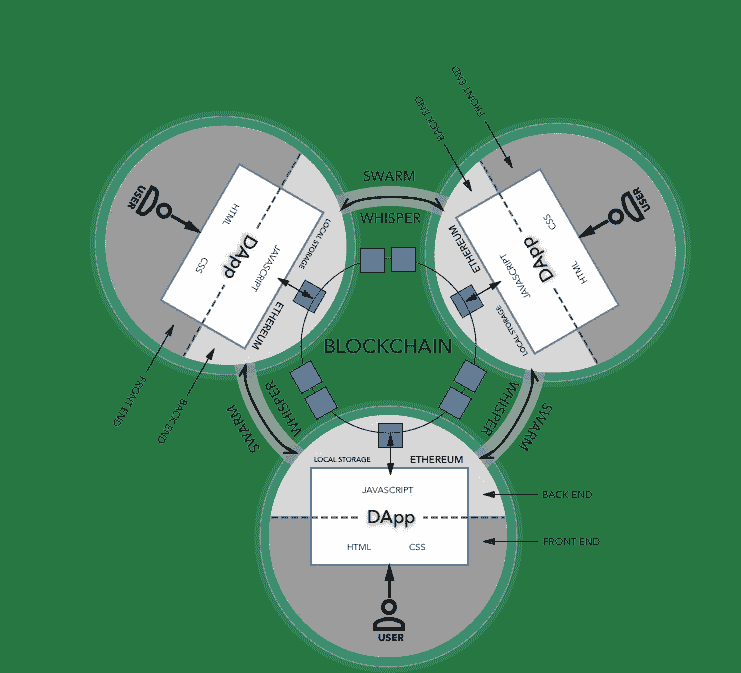 FRONT END
BACK END
SWARM
WHISPER
USER
HTML
CSS
DApp
JAVASCRIPT
LOCAL STORAGE
ETHEREUM
FRONT END
BACK END
USER
CSS
HTML
DApp
JAVASCRIPT
ETHEREUM
LOCAL STORAGE
BLOCKCHAIN
WHISPER
SWARM
WHISPER
SWARM
LOCAL STORAGE
ETHEREUM
JAVASCRIPT
DApp
HTML
CSS
BACK END
FRONT END
USER